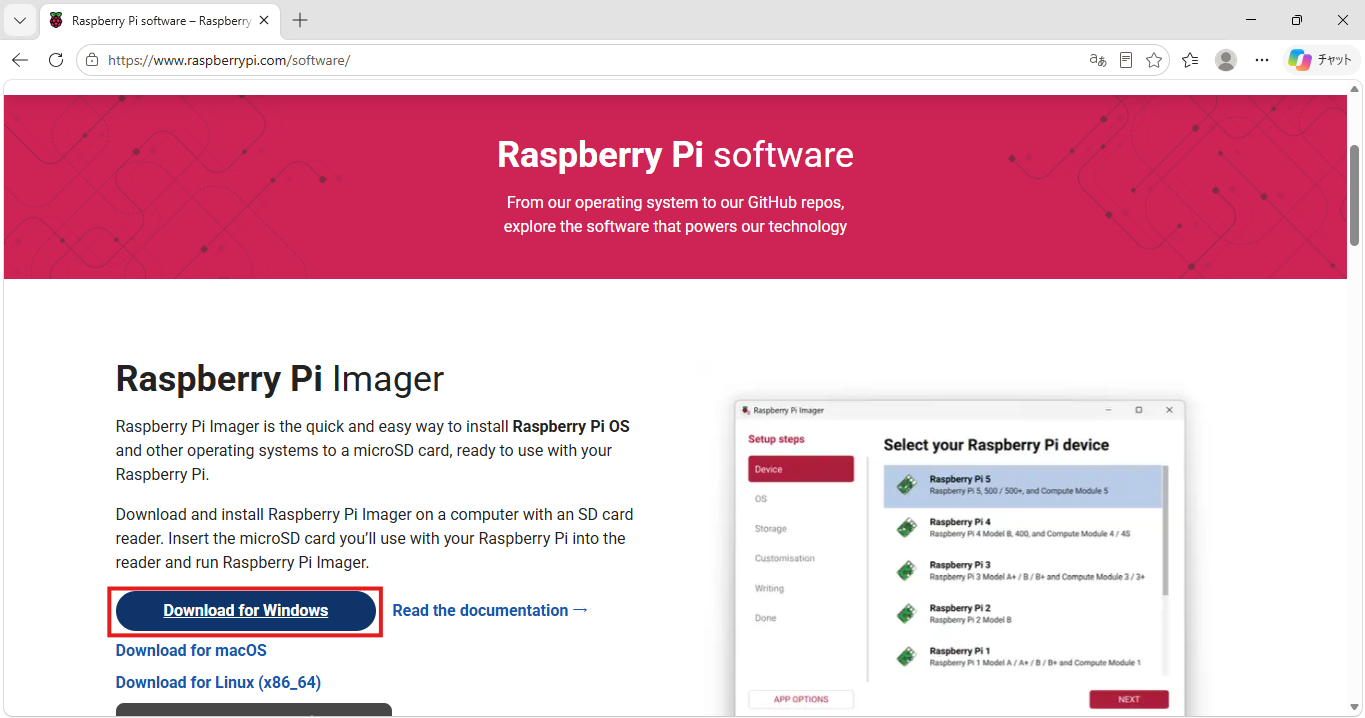 Raspberry Pi software – Raspberry
https://www.raspberrypi.com/software/
チャット
Raspberry Pi software
From our operating system to our GitHub repos,
explore the software that powers our technology
Raspberry Pi Imager
Raspberry Pi Imager is the quick and easy way to install Raspberry Pi OS
and other operating systems to a microSD card, ready to use with your
Raspberry Pi.
Download and install Raspberry Pi Imager on a computer with an SD card
reader. Insert the microSD card you’ll use with your Raspberry Pi into the
reader and run Raspberry Pi Imager.
Download for Windows
Read the documentation →
Download for macOS
Download for Linux (x86_64)
Raspberry Pi Imager
Setup steps
Device
OS
Storage
Customisation
Writing
Done
APP OPTIONS
Select your Raspberry Pi device
Raspberry Pi 5
Raspberry Pi 5, 500 / 500+, and Compute Module 5
Raspberry Pi 4
Raspberry Pi 4 Model B, 400, and Compute Module 4 / 4S
Raspberry Pi 3
Raspberry Pi 3 Model A+ / B / B+ and Compute Module 3 / 3+
Raspberry Pi 2
Raspberry Pi 2 Model B
Raspberry Pi 1
Raspberry Pi 1 Model A / A+ / B / B+ and Compute Module 1
NEXT